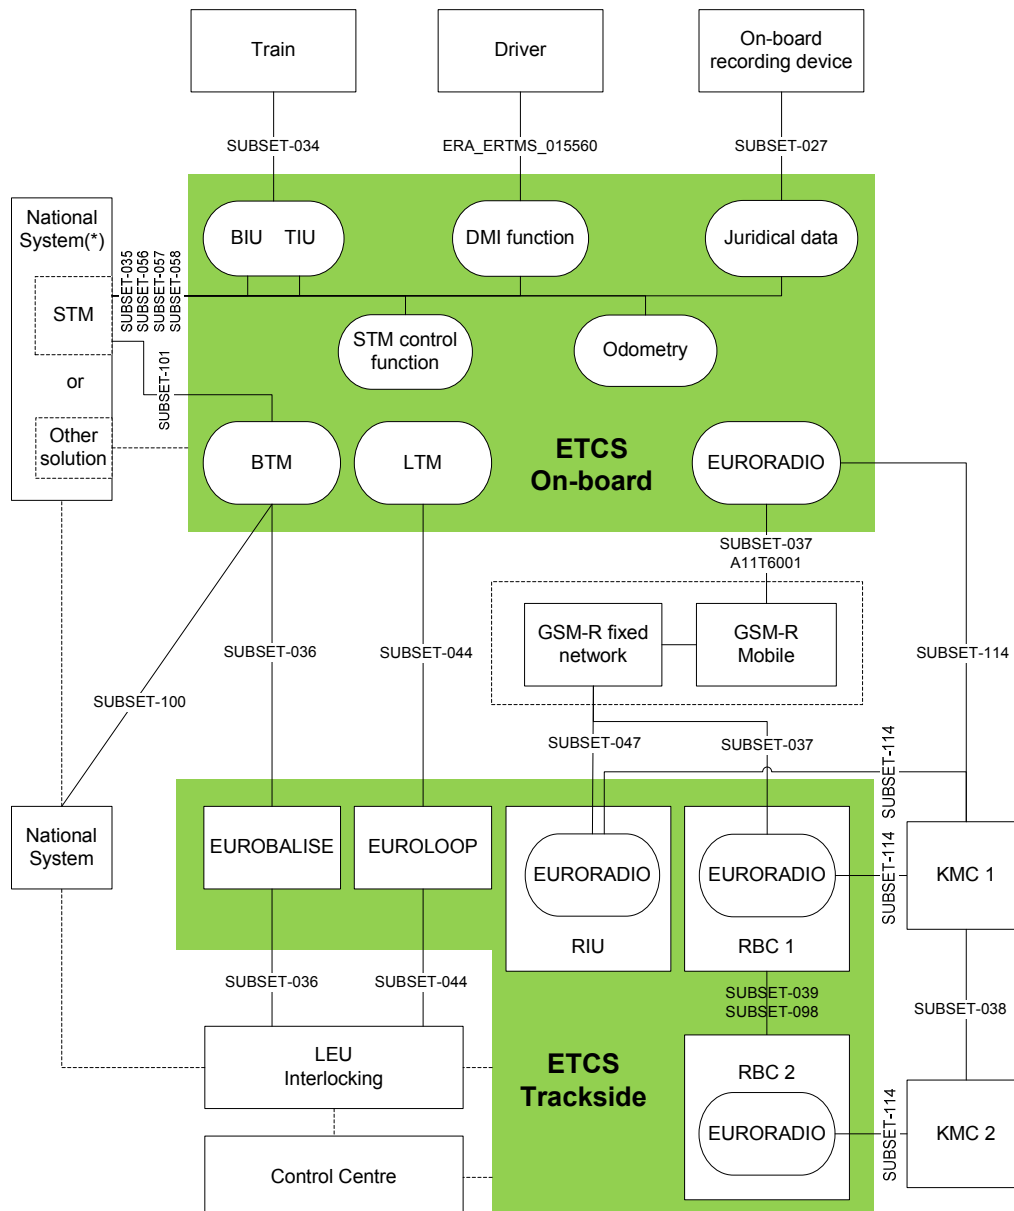 Train
Driver
On-board
recording device
SUBSET-034
ERA_ERTMS_015560
SUBSET-027
National
System(*)
STM
or
Other
solution
SUBSET-035
SUBSET-056
SUBSET-057
SUBSET-058
SUBSET-101
BIU TIU
DMI function
Juridical data
STM control
function
Odometry
BTM
LTM
ETCS
On-board
EURORADIO
SUBSET-037
A11T6001
GSM-R fixed
network
GSM-R
Mobile
SUBSET-036
SUBSET-044
SUBSET-114
SUBSET-100
SUBSET-047
SUBSET-037
SUBSET-114
National
System
EUROBALISE
EUROLOOP
EURORADIO
RIU
EURORADIO
RBC 1
SUBSET-114
KMC 1
SUBSET-036
SUBSET-044
SUBSET-039
SUBSET-098
SUBSET-038
LEU
Interlocking
ETCS
Trackside
RBC 2
EURORADIO
SUBSET-114
KMC 2
Control Centre